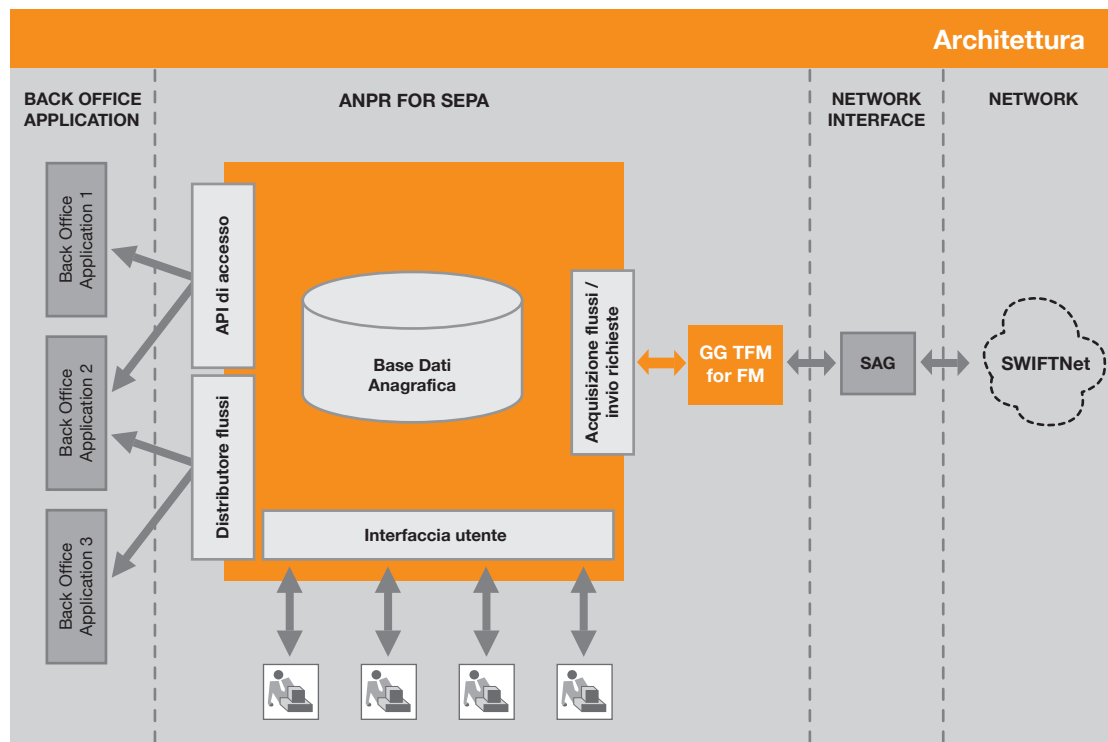 Architettura
BACK OFFICE
APPLICATION
ANPR FOR SEPA
NETWORK
INTERFACE
NETWORK
Back Office
Application 1
Back Office
Application 2
Back Office
Application 3
API di accesso
Distributore flussi
Base Dati
Anagrafica
Acquisizione flussi /
invio richieste
Interfaccia utente
GG TFM
for FM
SAG
SWIFTNet